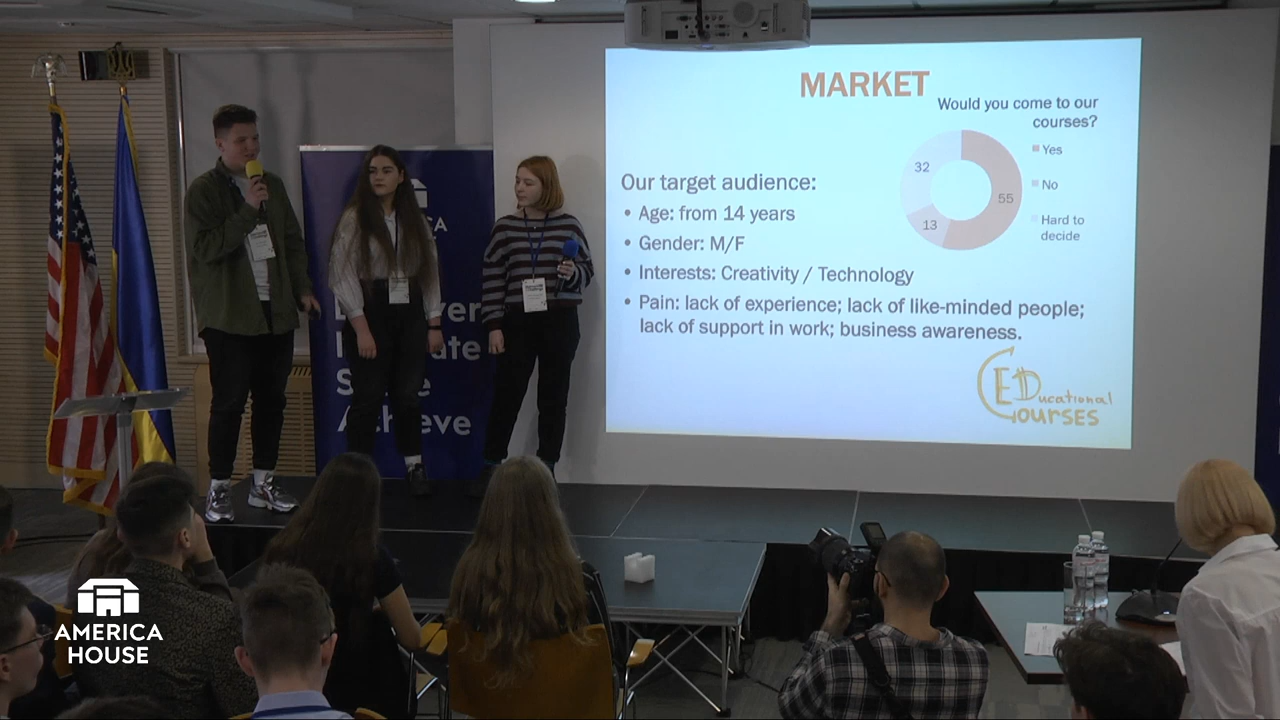 MARKET
Would you come to our
courses?
Yes
No
Hard to
decide
32
55
13
Our target audience:
• Age: from 14 years
• Gender: M/F
• Interests: Creativity / Technology
• Pain: lack of experience; lack of like-minded people;
lack of support in work; business awareness.
EDucational
Courses
Achieve
AMERICA
HOUSE